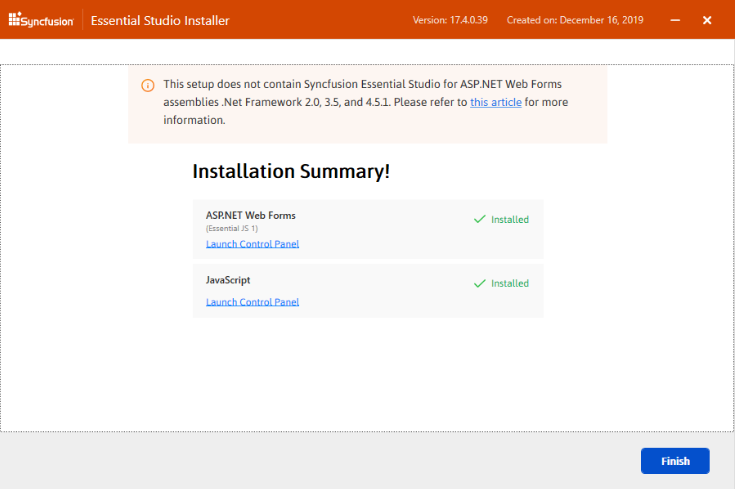 Syncfusion
Essential Studio Installer
Version: 17.4.0.39
Created on: December 16, 2019
This setup does not contain Syncfusion Essential Studio for ASP.NET Web Forms
assemblies .Net Framework 2.0, 3.5, and 4.5.1. Please refer to this article for more
information.
Installation Summary!
ASP.NET Web Forms
Installed
(Essential JS 1)
Launch Control Panel
JavaScript
Installed
Launch Control Panel
Finish